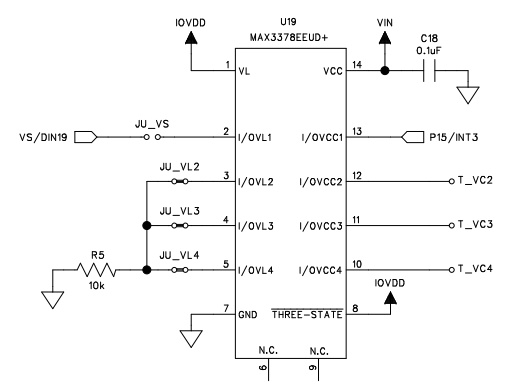 U19
MAX3378EEUD+
IOVDD
VIN
C18
0.1uF
1 VL VCC 14
JU_VS
VS/DIN19 2 I/OVL1 I/OVCC1 13 P15/INT3
JU_VL2
3 I/OVL2 I/OVCC2 12 T_VC2
JU_VL3
4 I/OVL3 I/OVCC3 11 T_VC3
R5
10k
JU_VL4
5 I/OVL4 I/OVCC4 10 T_VC4
IOVDD
7 GND THREE-STATE 8
N.C. N.C.
6 9